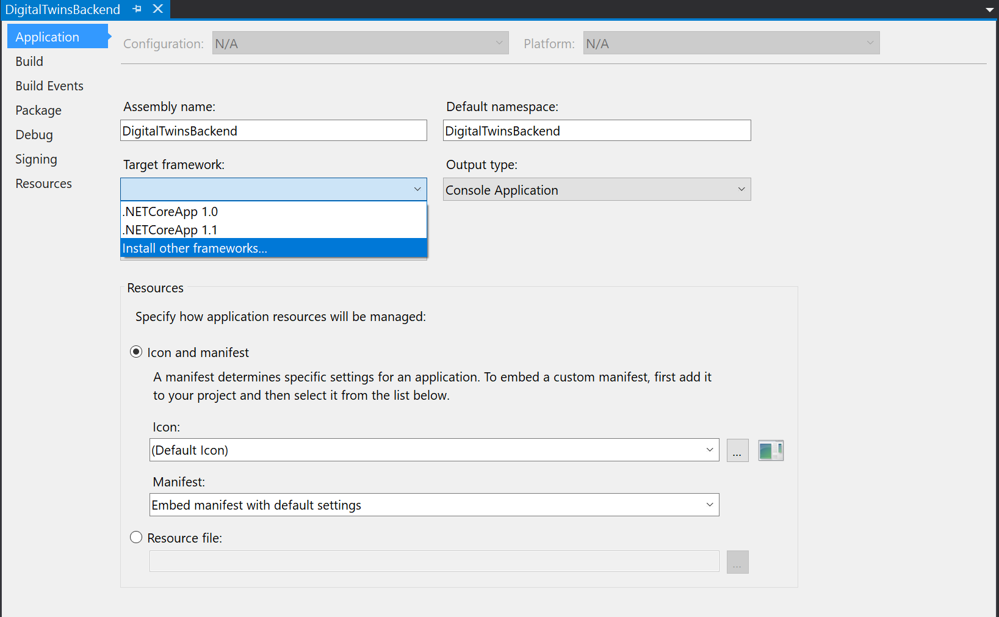 DigitalTwinsBackend
Application
Build
Build Events
Package
Debug
Signing
Resources
Configuration: N/A Platform: N/A
Assembly name: Default namespace:
DigitalTwinsBackend DigitalTwinsBackend
Target framework: Output type:
Console Application
.NETCoreApp 1.0
.NETCoreApp 1.1
Install other frameworks...
Resources
Specify how application resources will be managed:
Icon and manifest
A manifest determines specific settings for an application. To embed a custom manifest, first add it
to your project and then select it from the list below.
Icon:
(Default Icon) ...
Manifest:
Embed manifest with default settings
Resource file:
...